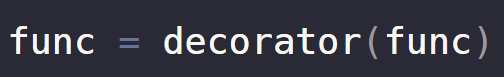 func = decorator(func)